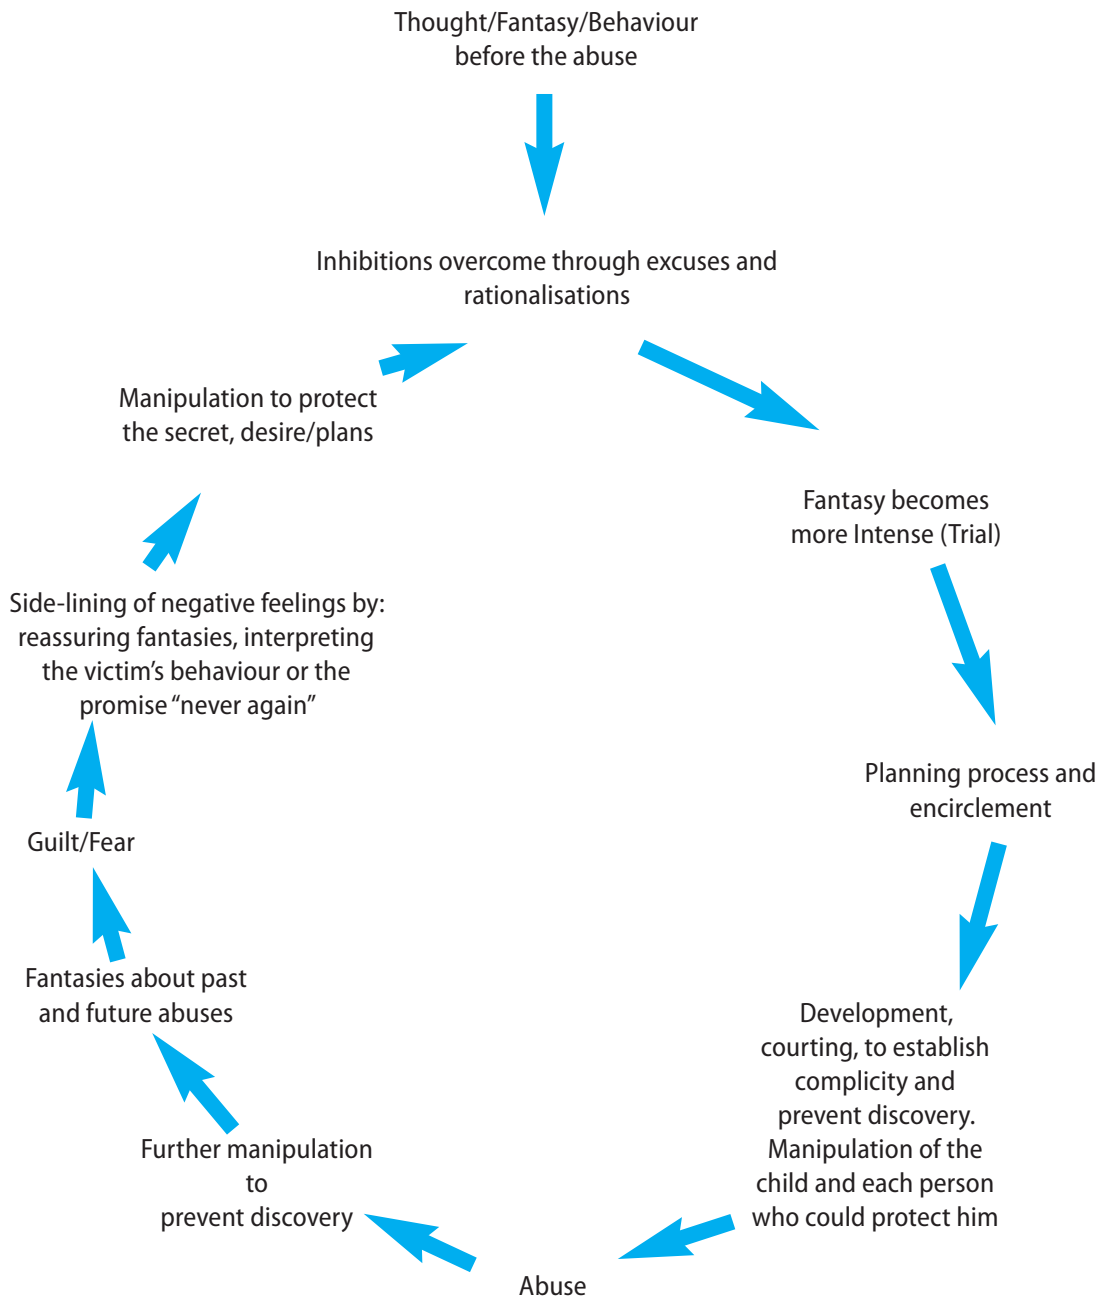 Thought/Fantasy/Behaviour
before the abuse
Inhibitions overcome through excuses and
rationalisations
Fantasy becomes
more Intense (Trial)
Planning process and
encirclement
Development,
courting, to establish
complicity and
prevent discovery.
Manipulation of the
child and each person
who could protect him
Abuse
Further manipulation
to
prevent discovery
Fantasies about past
and future abuses
Guilt/Fear
Side-lining of negative feelings by:
reassuring fantasies, interpreting
the victim’s behaviour or the
promise “never again”
Manipulation to protect
the secret, desire/plans